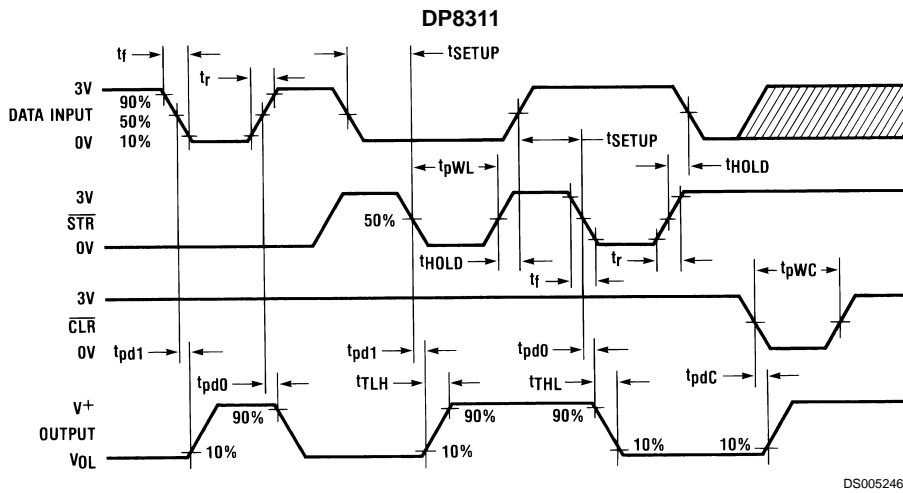 DP8311
tf
tSETUP
tr
3V
90%
DATA INPUT
50%
0V
10%
tSETUP
tpWL
tHOLD
3V
STR
50%
0V
tHOLD
tf
tr
tpWC
3V
CLR
0V
tpd1
tpd1
tpd0
tpd0
tTLH
tTHL
tpdC
V+
90%
90%
90%
OUTPUT
10%
10%
10%
10%
VOL
DS005246